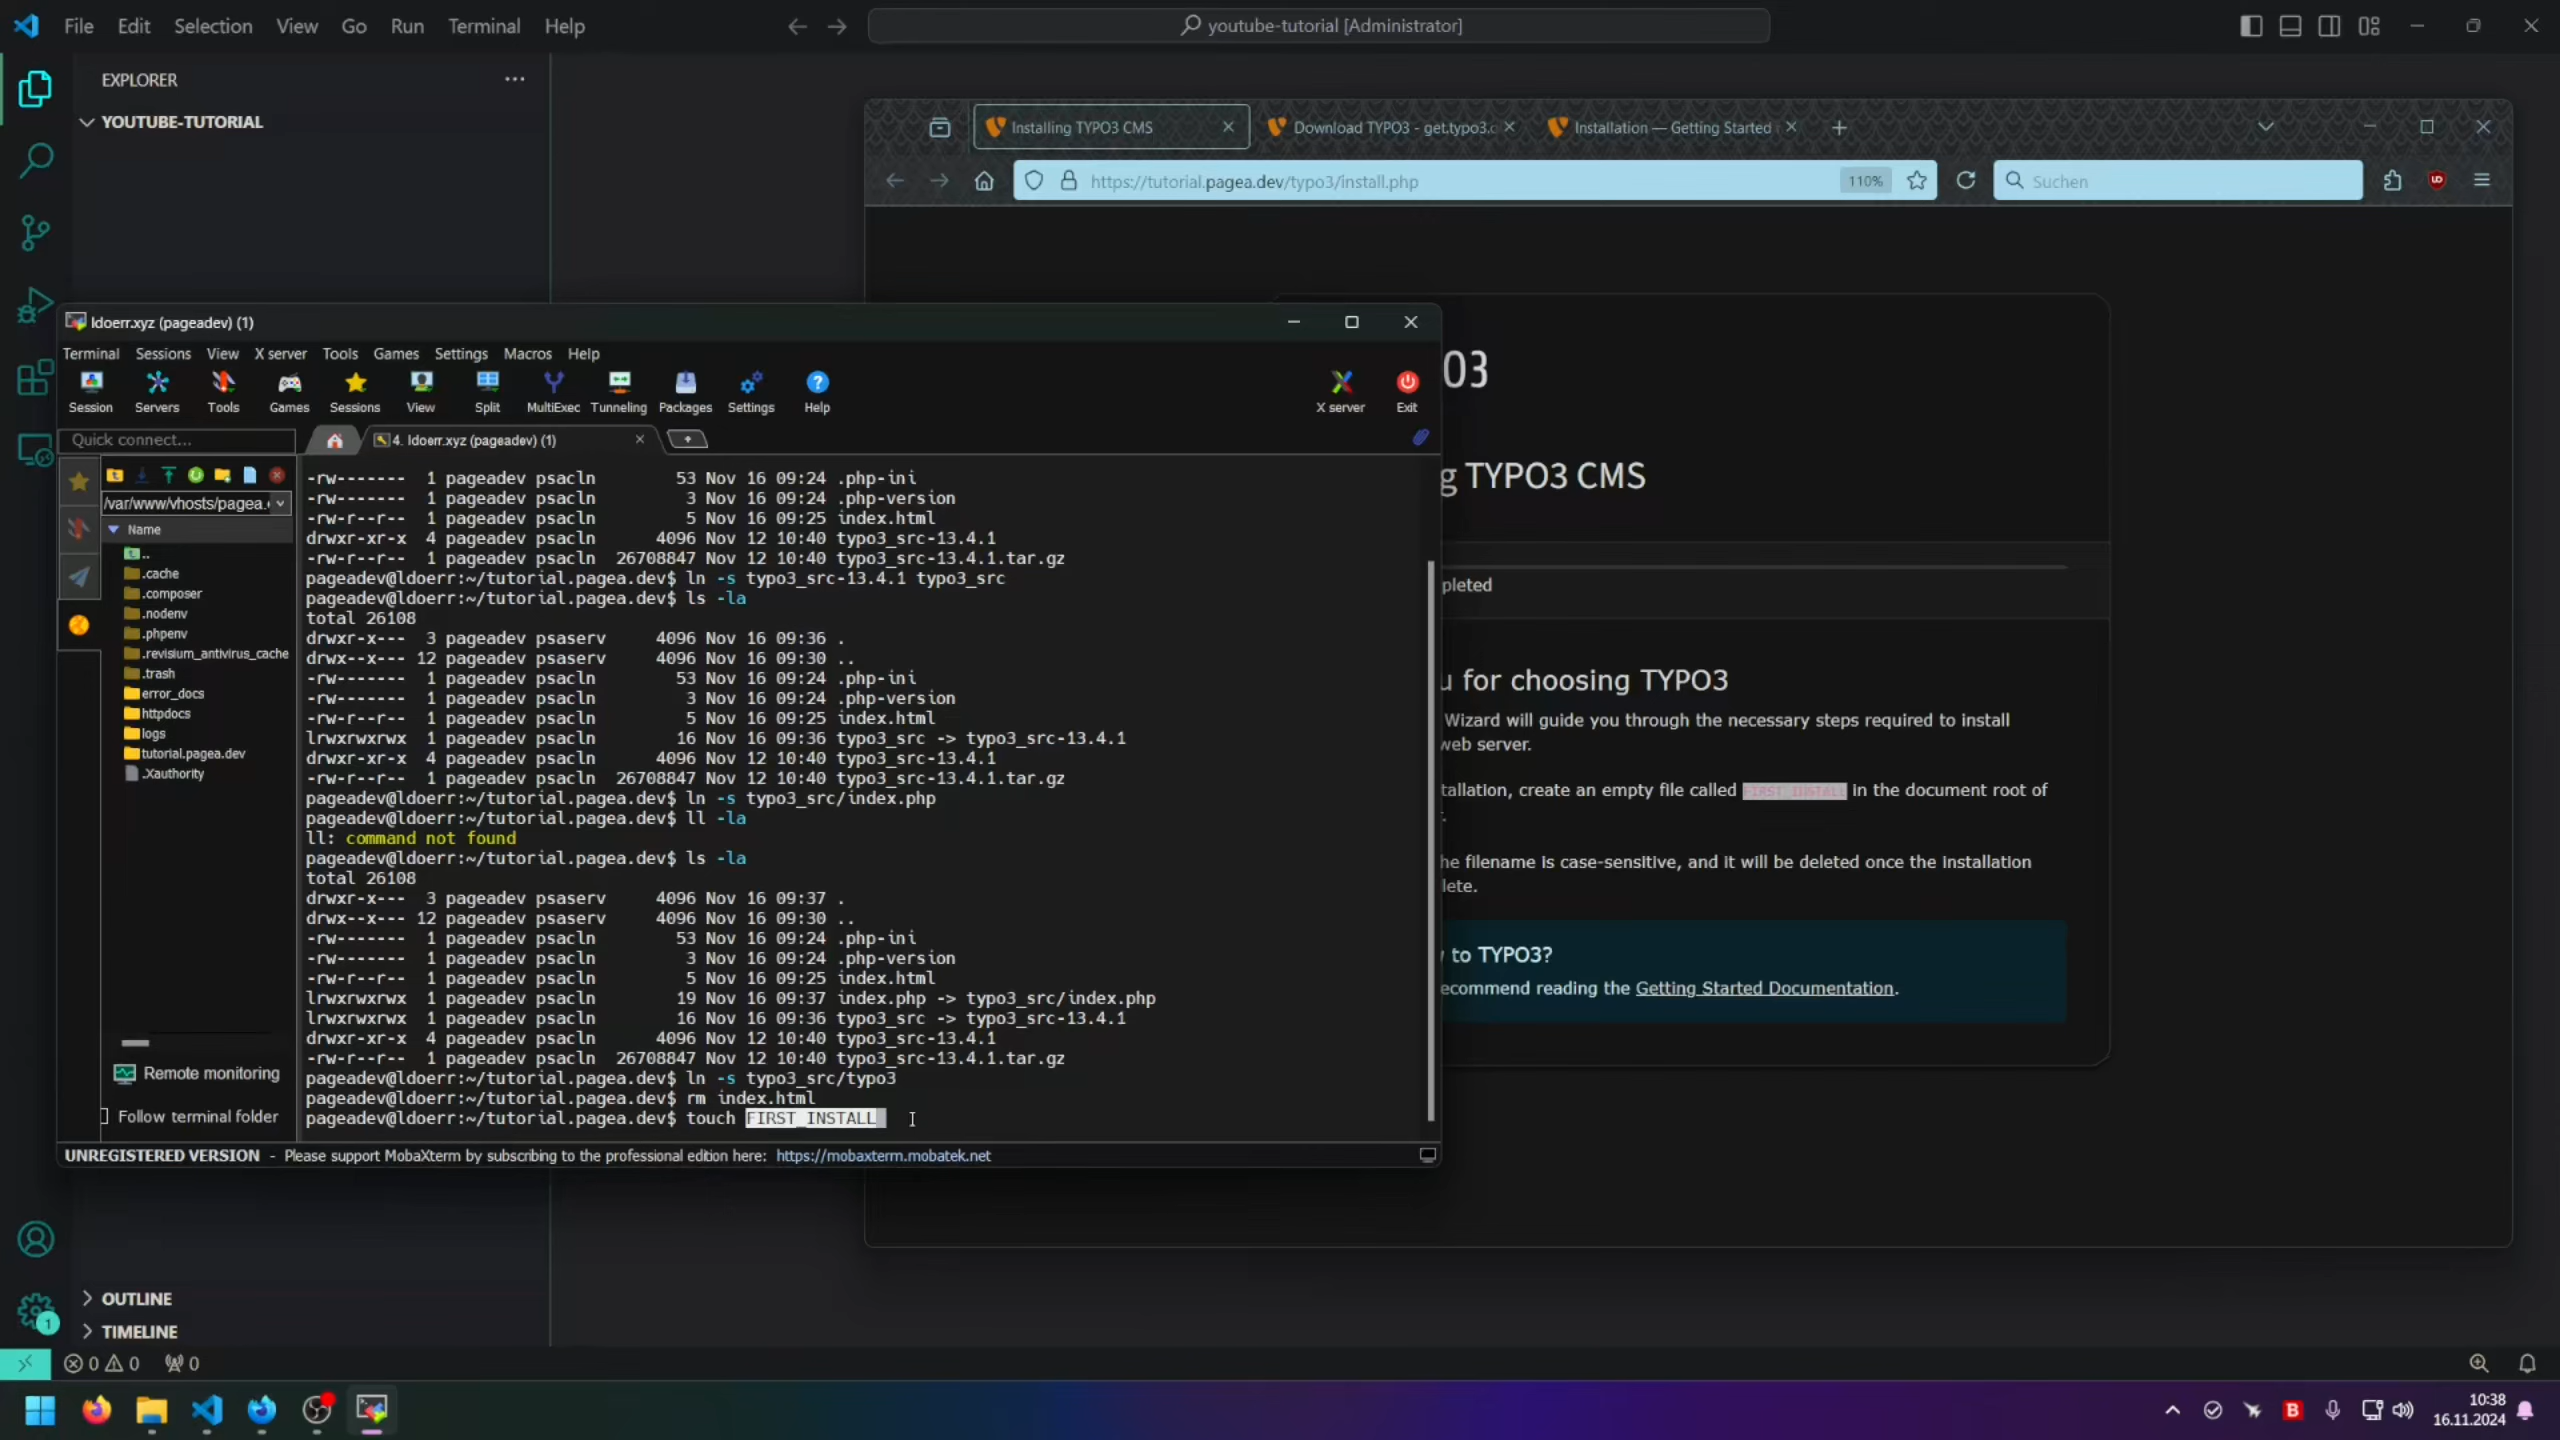 File Edit Selection View Go Run Terminal Help
youtube-tutorial [Administrator]
EXPLORER
YOUTUBE-TUTORIAL
Installing TYPO3 CMS
Download TYPO3 - get.typo3.o
Installation — Getting Started
https://tutorial.pagea.dev/typo3/install.php
110%
Suchen
O3
g TYPO3 CMS
pleted
u for choosing TYPO3
Wizard will guide you through the necessary steps required to install
web server.
tallation, create an empty file called FIRST_INSTALL in the document root of
he filename is case-sensitive, and it will be deleted once the installation
lete.
to TYPO3?
ecommend reading the Getting Started Documentation.
ldoerr.xyz (pageadev) (1)
Terminal Sessions View X server Tools Games Settings Macros Help
Session Servers Tools Games Sessions View Split MultiExec Tunneling Packages Settings Help
X server Exit
Quick connect...
4. ldoerr.xyz (pageadev) (1)
/var/www/vhosts/pagea.
Name
..
.cache
.composer
.nodenv
.phpenv
.revisium_antivirus_cache
.trash
error_docs
httpdocs
logs
tutorial.pagea.dev
.Xauthority
Remote monitoring
Follow terminal folder
-rw------- 1 pageadev psacln 53 Nov 16 09:24 .php-ini
-rw------- 1 pageadev psacln 3 Nov 16 09:24 .php-version
-rw-r--r-- 1 pageadev psacln 5 Nov 16 09:25 index.html
drwxr-xr-x 4 pageadev psacln 4096 Nov 12 10:40 typo3_src-13.4.1
-rw-r--r-- 1 pageadev psacln 26708847 Nov 12 10:40 typo3_src-13.4.1.tar.gz
pageadev@ldoerr:~/tutorial.pagea.dev$ ln -s typo3_src-13.4.1 typo3_src
pageadev@ldoerr:~/tutorial.pagea.dev$ ls -la
total 26108
drwxr-x--- 3 pageadev psaserv 4096 Nov 16 09:36 .
drwx--x--- 12 pageadev psaserv 4096 Nov 16 09:30 ..
-rw------- 1 pageadev psacln 53 Nov 16 09:24 .php-ini
-rw------- 1 pageadev psacln 3 Nov 16 09:24 .php-version
-rw-r--r-- 1 pageadev psacln 5 Nov 16 09:25 index.html
lrwxrwxrwx 1 pageadev psacln 16 Nov 16 09:36 typo3_src -> typo3_src-13.4.1
drwxr-xr-x 4 pageadev psacln 4096 Nov 12 10:40 typo3_src-13.4.1
-rw-r--r-- 1 pageadev psacln 26708847 Nov 12 10:40 typo3_src-13.4.1.tar.gz
pageadev@ldoerr:~/tutorial.pagea.dev$ ln -s typo3_src/index.php
pageadev@ldoerr:~/tutorial.pagea.dev$ ll -la
ll: command not found
pageadev@ldoerr:~/tutorial.pagea.dev$ ls -la
total 26108
drwxr-x--- 3 pageadev psaserv 4096 Nov 16 09:37 .
drwx--x--- 12 pageadev psaserv 4096 Nov 16 09:30 ..
-rw------- 1 pageadev psacln 53 Nov 16 09:24 .php-ini
-rw------- 1 pageadev psacln 3 Nov 16 09:24 .php-version
-rw-r--r-- 1 pageadev psacln 5 Nov 16 09:25 index.html
lrwxrwxrwx 1 pageadev psacln 19 Nov 16 09:37 index.php -> typo3_src/index.php
lrwxrwxrwx 1 pageadev psacln 16 Nov 16 09:36 typo3_src -> typo3_src-13.4.1
drwxr-xr-x 4 pageadev psacln 4096 Nov 12 10:40 typo3_src-13.4.1
-rw-r--r-- 1 pageadev psacln 26708847 Nov 12 10:40 typo3_src-13.4.1.tar.gz
pageadev@ldoerr:~/tutorial.pagea.dev$ ln -s typo3_src/typo3
pageadev@ldoerr:~/tutorial.pagea.dev$ rm index.html
pageadev@ldoerr:~/tutorial.pagea.dev$ touch FIRST_INSTALL
UNREGISTERED VERSION - Please support MobaXterm by subscribing to the professional edition here: https://mobaxterm.mobatek.net
OUTLINE
TIMELINE
1
0 0 0
10:38
16.11.2024